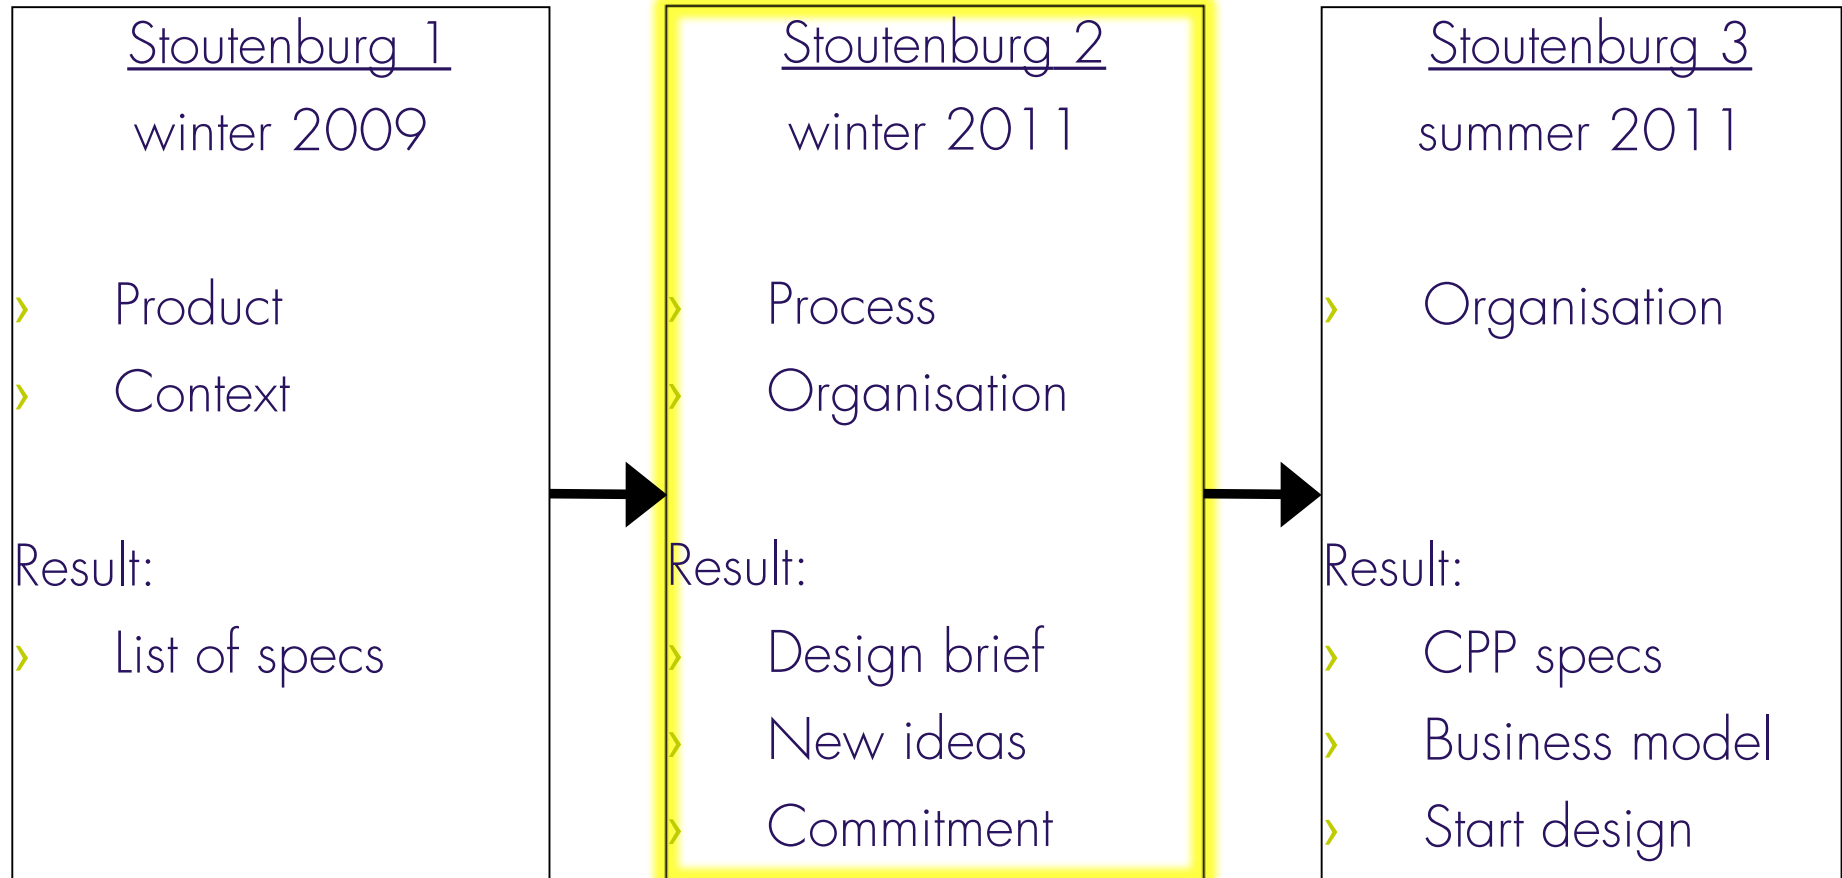 Stoutenburg 1
winter 2009
› Product
› Context
Result:
› List of specs
Stoutenburg 2
winter 2011
› Process
› Organisation
Result:
› Design brief
› New ideas
› Commitment
Stoutenburg 3
summer 2011
› Organisation
Result:
› CPP specs
› Business model
› Start design